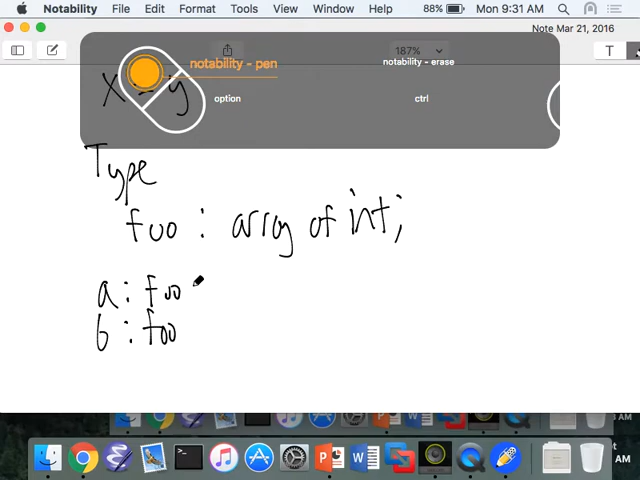 Notability File Edit Format Tools View Window Help 88% Mon 9:31 AM
Note Mar 21, 2016
187%
T
notability - pen notability - erase
option ctrl
X = y
Type
foo : array of int;
a : foo
b : foo